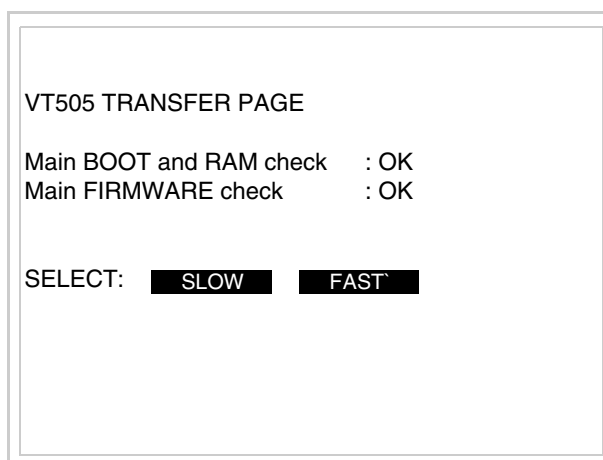 VT505 TRANSFER PAGE
Main BOOT and RAM check : OK
Main FIRMWARE check : OK
SELECT: SLOW FAST`